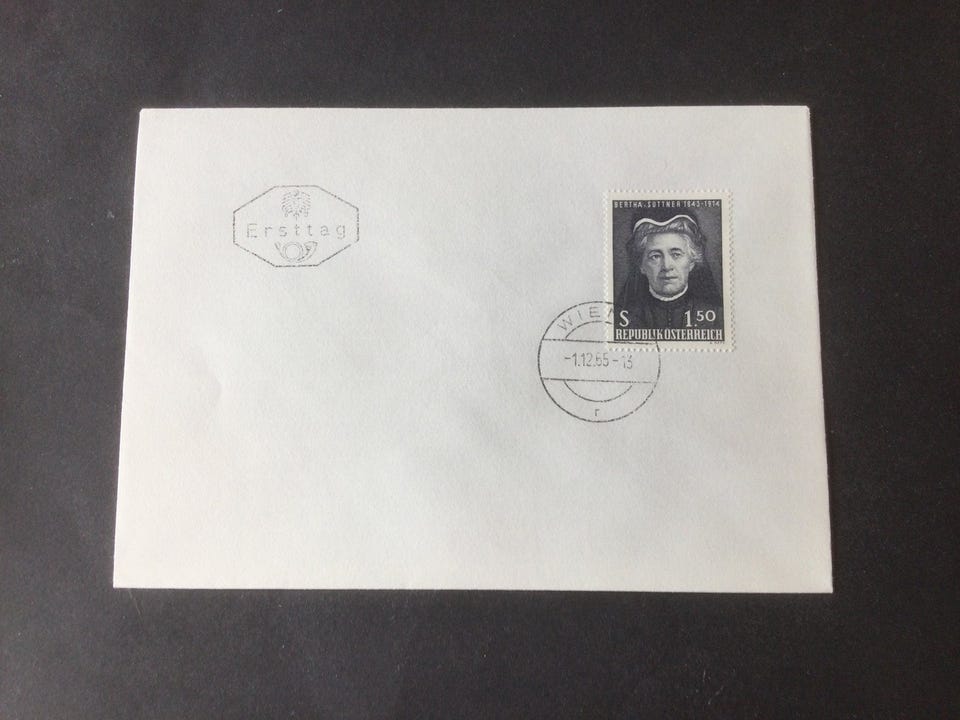 Ersttag
BERTHA·SUTTNER 1843-1914
S 1.50
REPUBLIK ÖSTERREICH
WIEN
-1.12.65-13
r